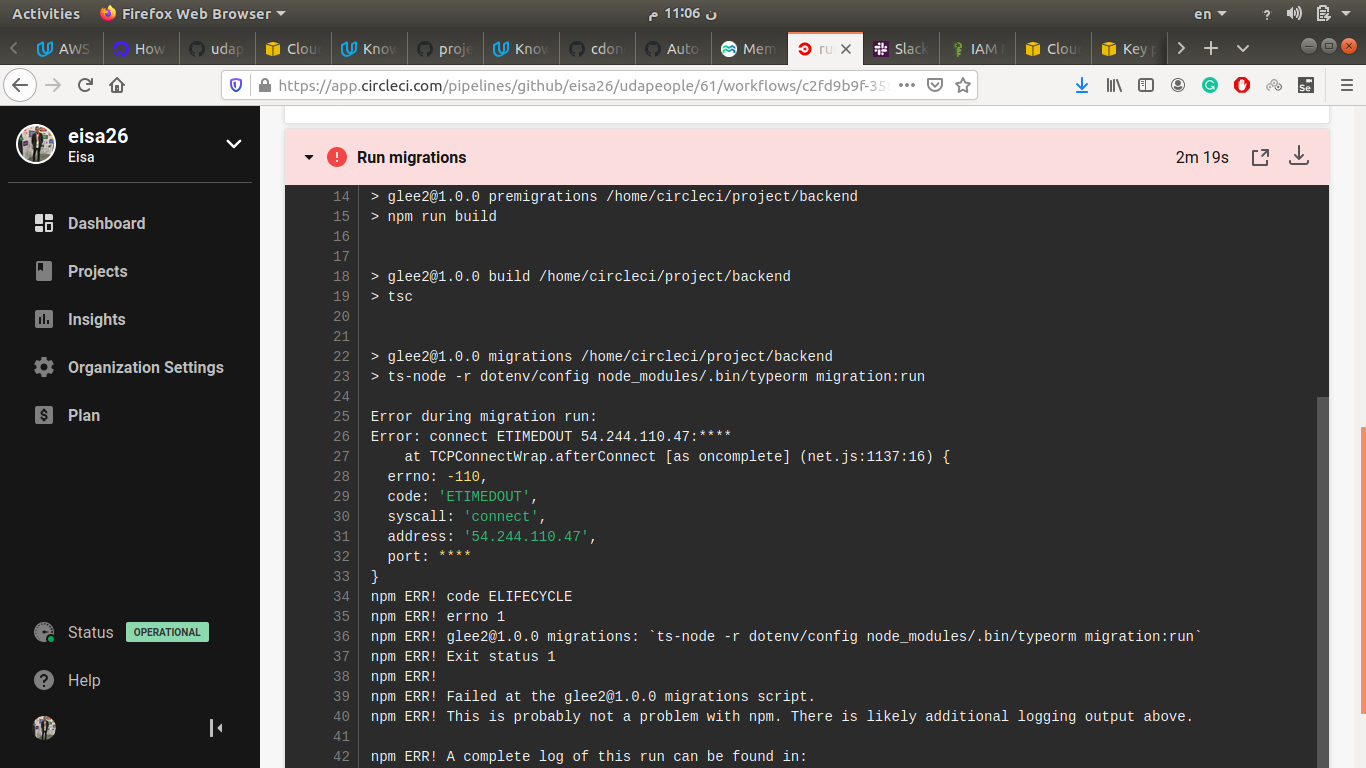 Activities Firefox Web Browser ن 11:06 م en
AWS How udap Clou Knov proje Know cdon Auto Mem ru Slack IAM Clou Key p
https://app.circleci.com/pipelines/github/eisa26/udapeople/61/workflows/c2fd9b9f-35
eisa26
Eisa
Dashboard
Projects
Insights
Organization Settings
Plan
Status OPERATIONAL
Help
Run migrations 2m 19s
14 > glee2@1.0.0 premigrations /home/circleci/project/backend
15 > npm run build
16
17
18 > glee2@1.0.0 build /home/circleci/project/backend
19 > tsc
20
21
22 > glee2@1.0.0 migrations /home/circleci/project/backend
23 > ts-node -r dotenv/config node_modules/.bin/typeorm migration:run
24
25 Error during migration run:
26 Error: connect ETIMEDOUT 54.244.110.47:****
27 at TCPConnectWrap.afterConnect [as oncomplete] (net.js:1137:16) {
28 errno: -110,
29 code: 'ETIMEDOUT',
30 syscall: 'connect',
31 address: '54.244.110.47',
32 port: ****
33 }
34 npm ERR! code ELIFECYCLE
35 npm ERR! errno 1
36 npm ERR! glee2@1.0.0 migrations: `ts-node -r dotenv/config node_modules/.bin/typeorm migration:run`
37 npm ERR! Exit status 1
38 npm ERR!
39 npm ERR! Failed at the glee2@1.0.0 migrations script.
40 npm ERR! This is probably not a problem with npm. There is likely additional logging output above.
41
42 npm ERR! A complete log of this run can be found in: